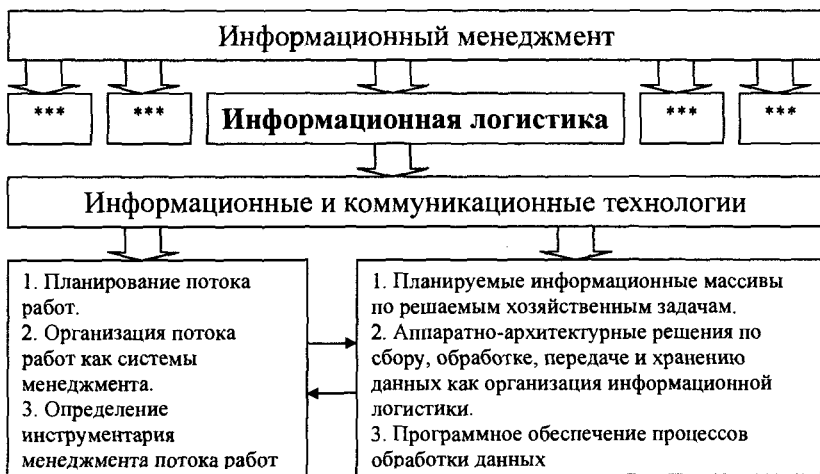 Информационный менеджмент
*** *** Информационная логистика *** ***
Информационные и коммуникационные технологии
1. Планирование потока
работ.
2. Организация потока
работ как системы
менеджмента.
3. Определение
инструментария
менеджмента потока работ
1. Планируемые информационные массивы
по решаемым хозяйственным задачам.
2. Аппаратно-архитектурные решения по
сбору, обработке, передаче и хранению
данных как организация информационной
логистики.
3. Программное обеспечение процессов
обработки данных